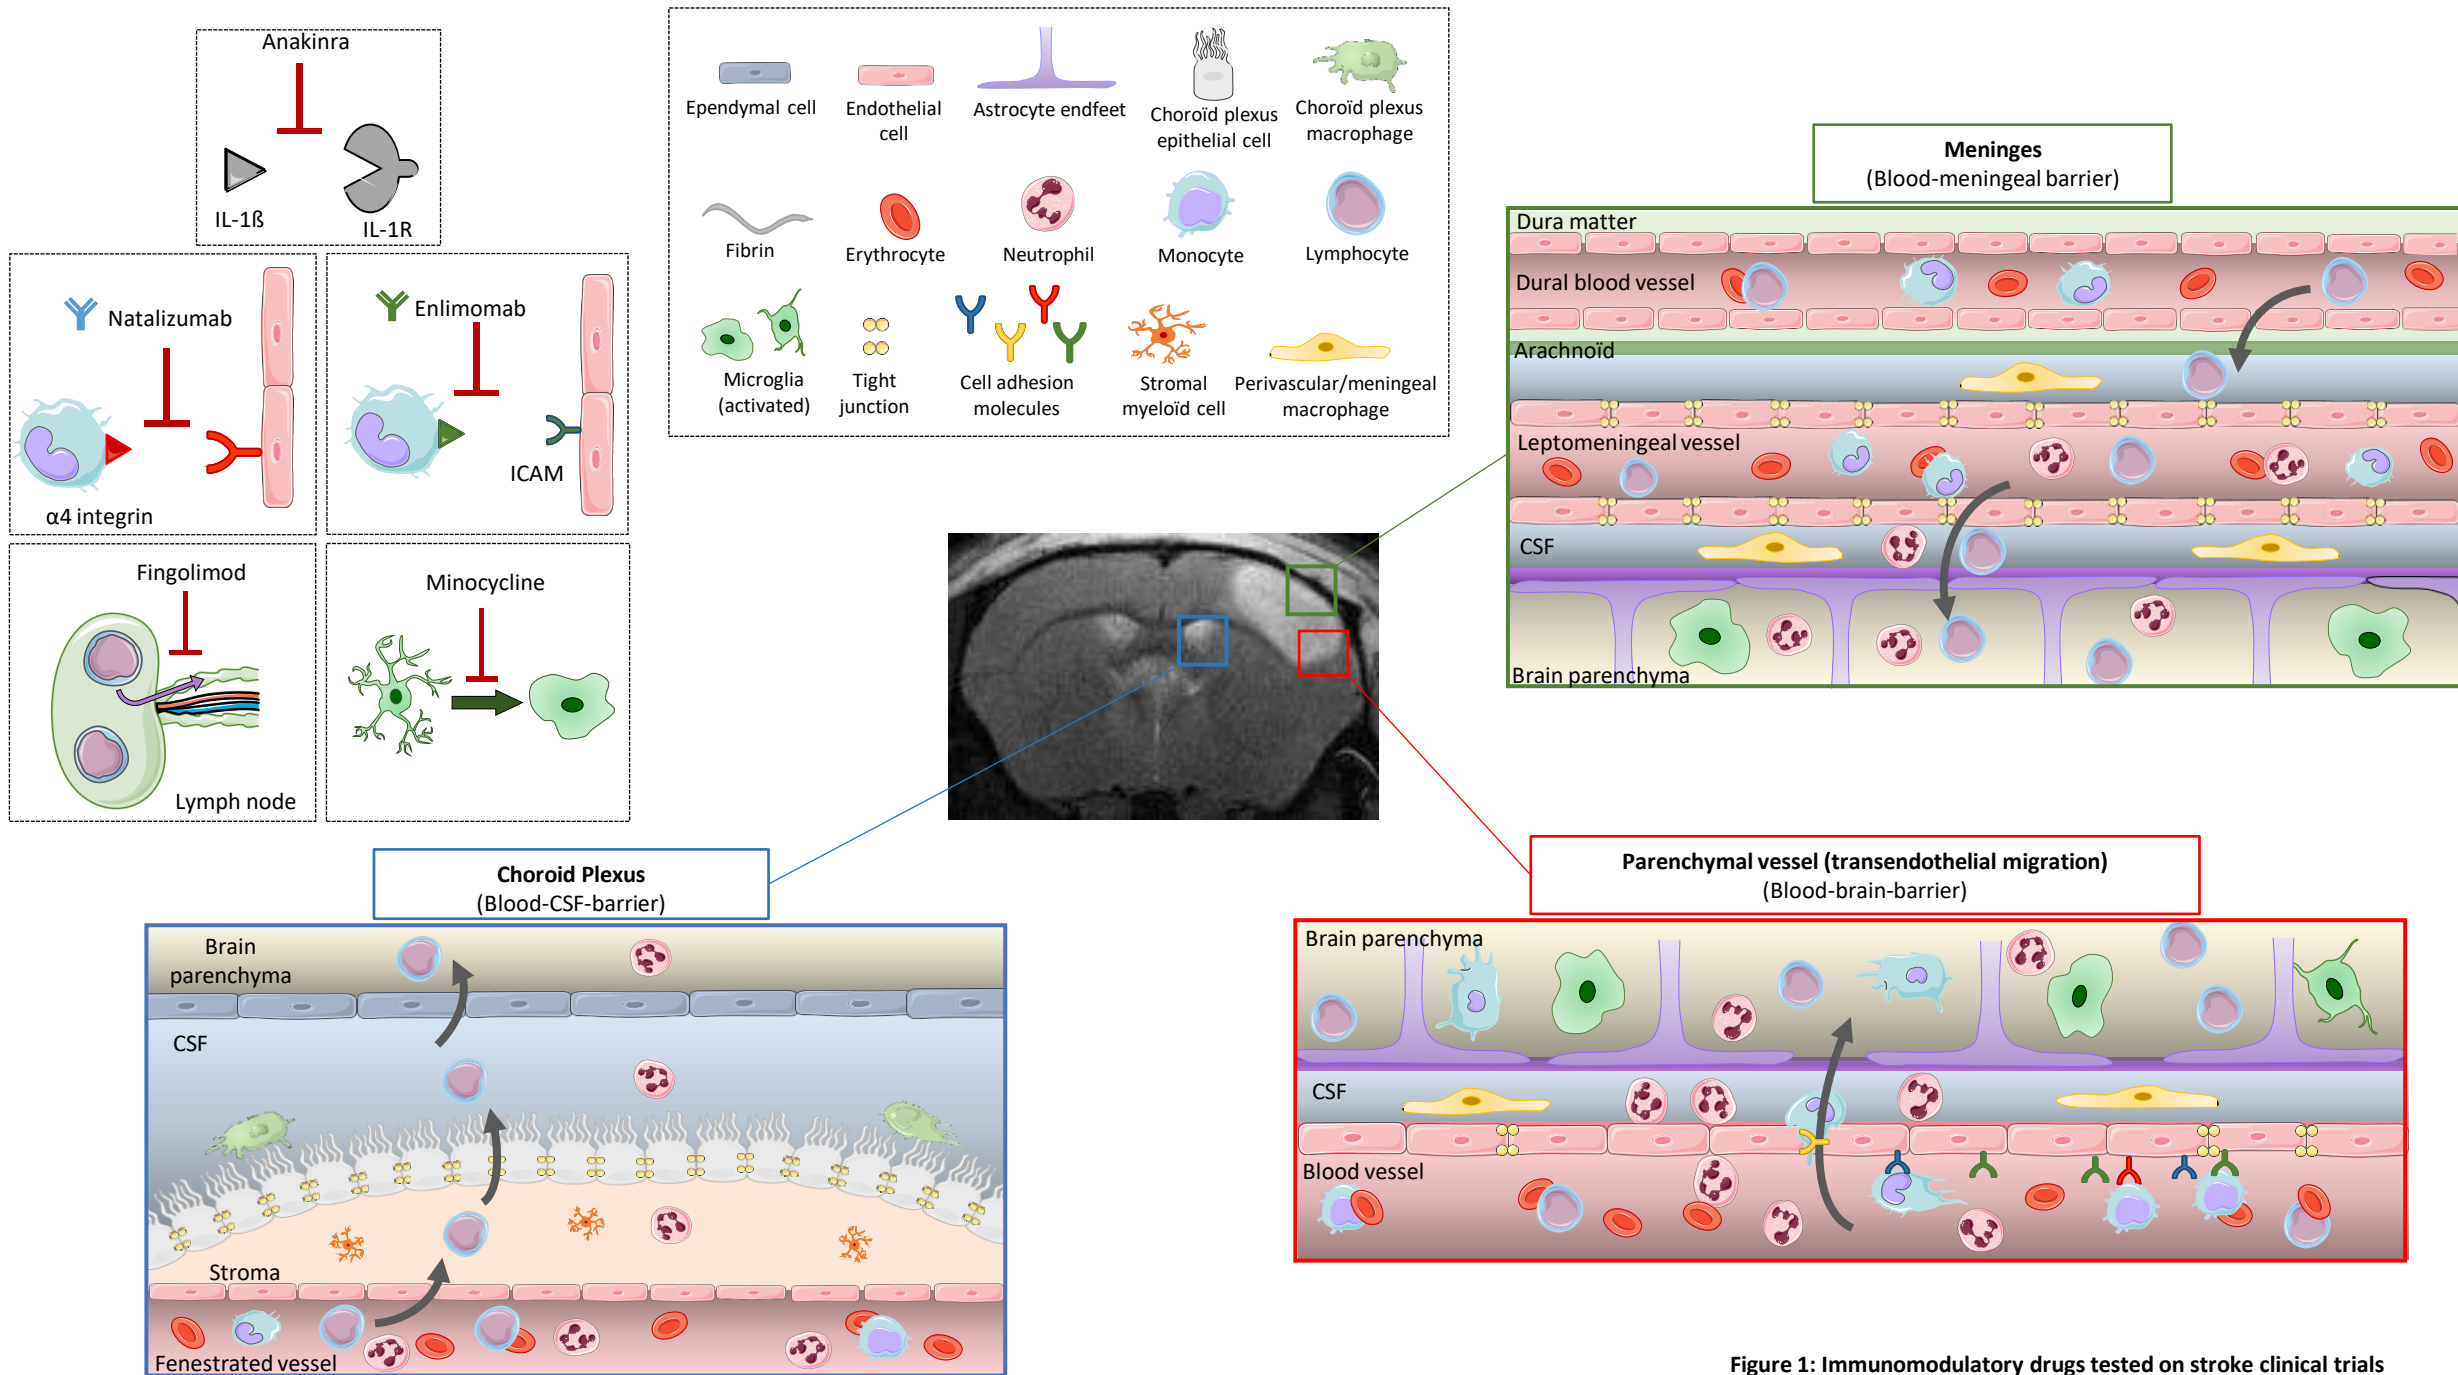 Anakinra
IL-1ß
IL-1R
Natalizumab
α4 integrin
Enlimomab
ICAM
Fingolimod
Lymph node
Minocycline
Ependymal cell
Endothelial
cell
Astrocyte endfeet
Choroïd plexus
epithelial cell
Choroïd plexus
macrophage
Fibrin
Erythrocyte
Neutrophil
Monocyte
Lymphocyte
Microglia
(activated)
Tight
junction
Cell adhesion
molecules
Stromal
myeloïd cell
Perivascular/meningeal
macrophage
Meninges
(Blood-meningeal barrier)
Dura matter
Dural blood vessel
Arachnoïd
Leptomeningeal vessel
CSF
Brain parenchyma
Choroid Plexus
(Blood-CSF-barrier)
Brain
parenchyma
CSF
Stroma
Fenestrated vessel
Parenchymal vessel (transendothelial migration)
(Blood-brain-barrier)
Brain parenchyma
CSF
Blood vessel
Figure 1: Immunomodulatory drugs tested on stroke clinical trials